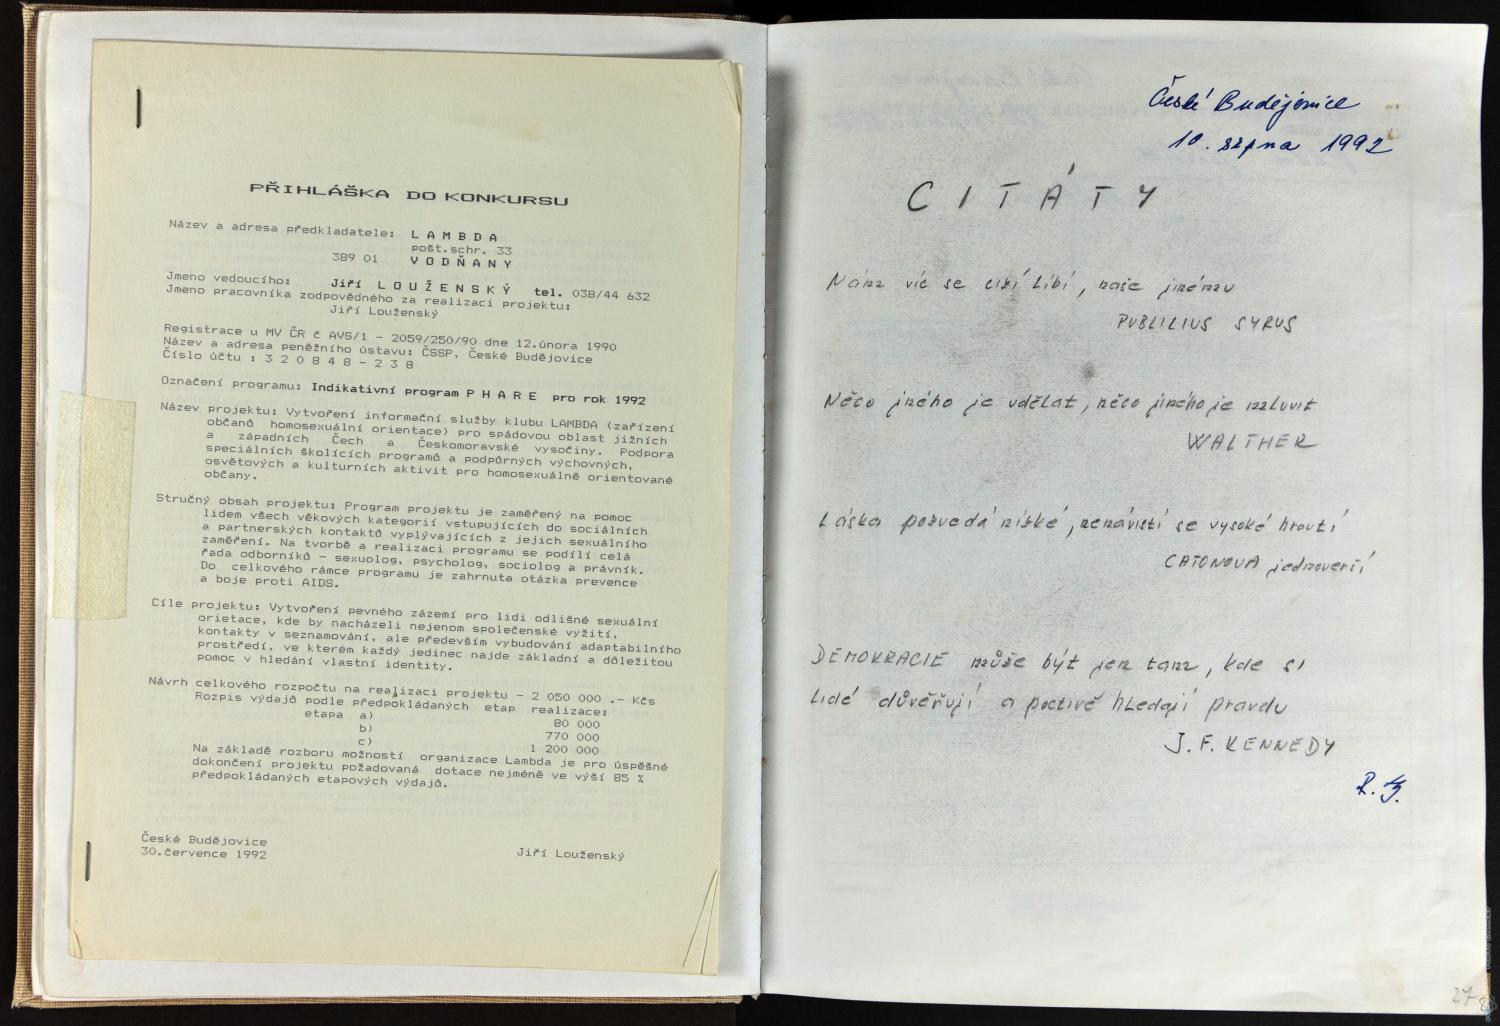 PŘIHLÁŠKA DO KONKURSU
Název a adresa předkladatele: LAMBDA
pošt.schr. 33
389 01 VODŇANY
Jmeno vedoucího: Jiří LOUŽENSKÝ tel. 038/44 632
Jmeno pracovníka zodpovědného za realizaci projektu:
Jiří Louženský
Registrace u MV ČR č AVS/1 - 2059/250/90 dne 12.února 1990
Název a adresa peněžního ústavu: ČSSP, České Budějovice
Číslo účtu : 3 2 0 8 4 8 - 2 3 8
Označení programu: Indikativní program PHARE pro rok 1992
Název projektu: Vytvoření informační služby klubu LAMBDA (zařízení
občanů homosexuální orientace) pro spádovou oblast jižních
a západních Čech a Českomoravské vysočiny. Podpora
speciálních školících programů a podpůrných výchovných,
osvětových a kulturních aktivit pro homosexuálně orientované
občany.
Stručný obsah projektu: Program projektu je zaměřený na pomoc
lidem všech věkových kategorií vstupujících do sociálních
a partnerských kontaktů vyplývajících z jejich sexuálního
zaměření. Na tvorbě a realizaci programu se podílí celá
řada odborníků - sexuolog, psycholog, sociolog a právník.
Do celkového rámce programu je zahrnuta otázka prevence
a boje proti AIDS.
Cíle projektu: Vytvoření pevného zázemí pro lidi odlišné sexuální
orietace, kde by nacházeli nejenom společenské vyžití,
kontakty v seznamování, ale především vybudování adaptabilního
prostředí, ve kterém každý jedinec najde základní a důležitou
pomoc v hledání vlastní identity.
Návrh celkového rozpočtu na realizaci projektu - 2 050 000 .- Kčs
Rozpis výdajů podle předpokládaných etap realizace:
etapa a) 80 000
b) 770 000
c) 1 200 000
Na základě rozboru možností organizace Lambda je pro úspěšné
dokončení projektu požadovaná dotace nejméně ve výší 85 %
předpokládaných etapových výdajů.
České Budějovice
30.července 1992 Jiří Louženský
České Budějovice
10. srpna 1992
CITÁTY
Nám víc se cizí líbí, naše jinému
PUBLILIUS SYRUS
Něco jiného je udělat, něco jiného je mluvit
WALTHER
Láska pozvedá nízké, nenávistí se vysoké hroutí
CATONOVA jednoverší
DEMOKRACIE může být jen tam, kde si
lidé důvěřují a poctivě hledají pravdu
J.F. KENNEDY
27